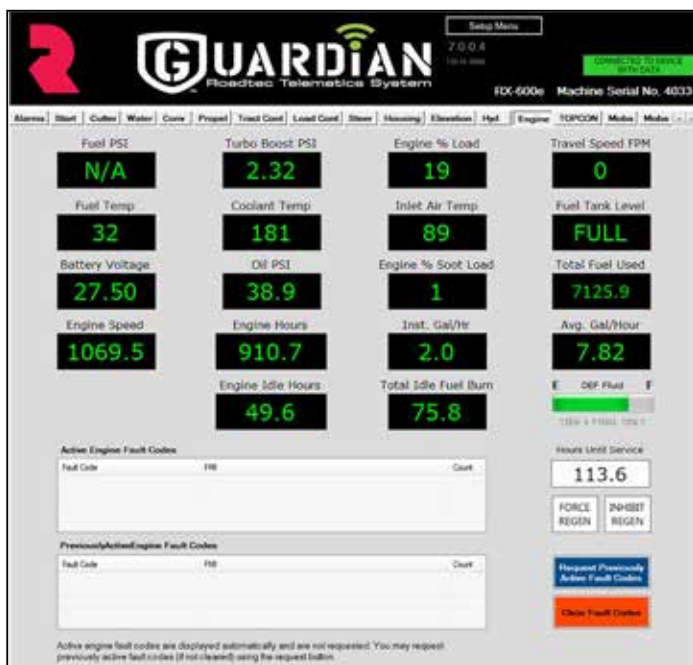 GUARDIAN
Roadtec Telematics System
Setup Menu
7.0.0.4
CONNECTED TO DEVICE
WITH DATA
RX-600e Machine Serial No. 4033
Alarms Start Cutter Water Conv Propel Tract Cont Load Cont Steer Housing Elevation Hyd Engine TOPCON Moba Moba
Fuel PSI Turbo Boost PSI Engine % Load Travel Speed FPM
N/A 2.32 19 0
Fuel Temp Coolant Temp Inlet Air Temp Fuel Tank Level
32 181 89 FULL
Battery Voltage Oil PSI Engine % Soot Load Total Fuel Used
27.50 38.9 1 7125.9
Engine Speed Engine Hours Inst. Gal/Hr Avg. Gal/Hour
1069.5 910.7 2.0 7.82
Engine Idle Hours Total Idle Fuel Burn E DEF Fluid F
49.6 75.8
TIER 4 FINAL ONLY
Active Engine Fault Codes
Fault Code FMI Count
Hours Until Service
113.6
FORCE REGEN
INHIBIT REGEN
PreviouslyActiveEngine Fault Codes
Fault Code FMI Count
Request Previously
Active Fault Codes
Clear Fault Codes
Active engine fault codes are displayed automatically and are not requested. You may request
previously active fault codes (if not cleared) using the request button.